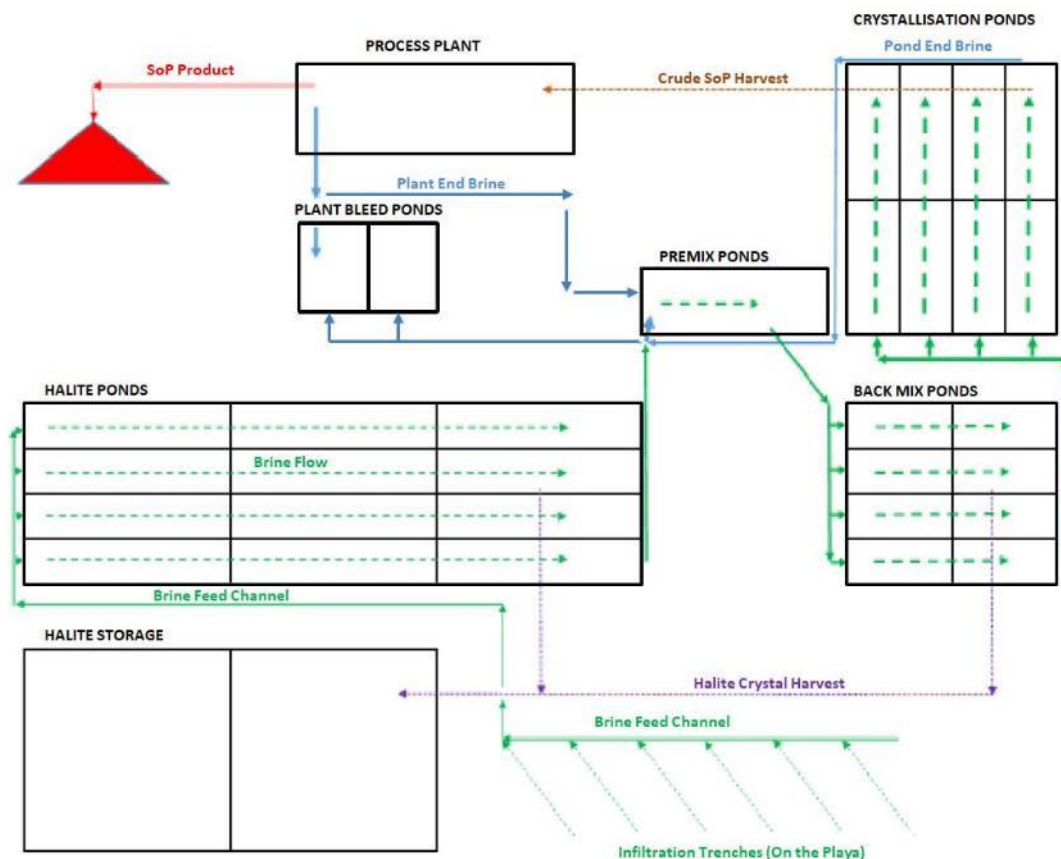 CRYSTALLISATION PONDS
PROCESS PLANT
Pond End Brine
SoP Product
Crude SoP Harvest
Plant End Brine
PLANT BLEED PONDS
PREMIX PONDS
HALITE PONDS
BACK MIX PONDS
Brine Flow
Brine Feed Channel
HALITE STORAGE
Halite Crystal Harvest
Brine Feed Channel
Infiltration Trenches (On the Playa)